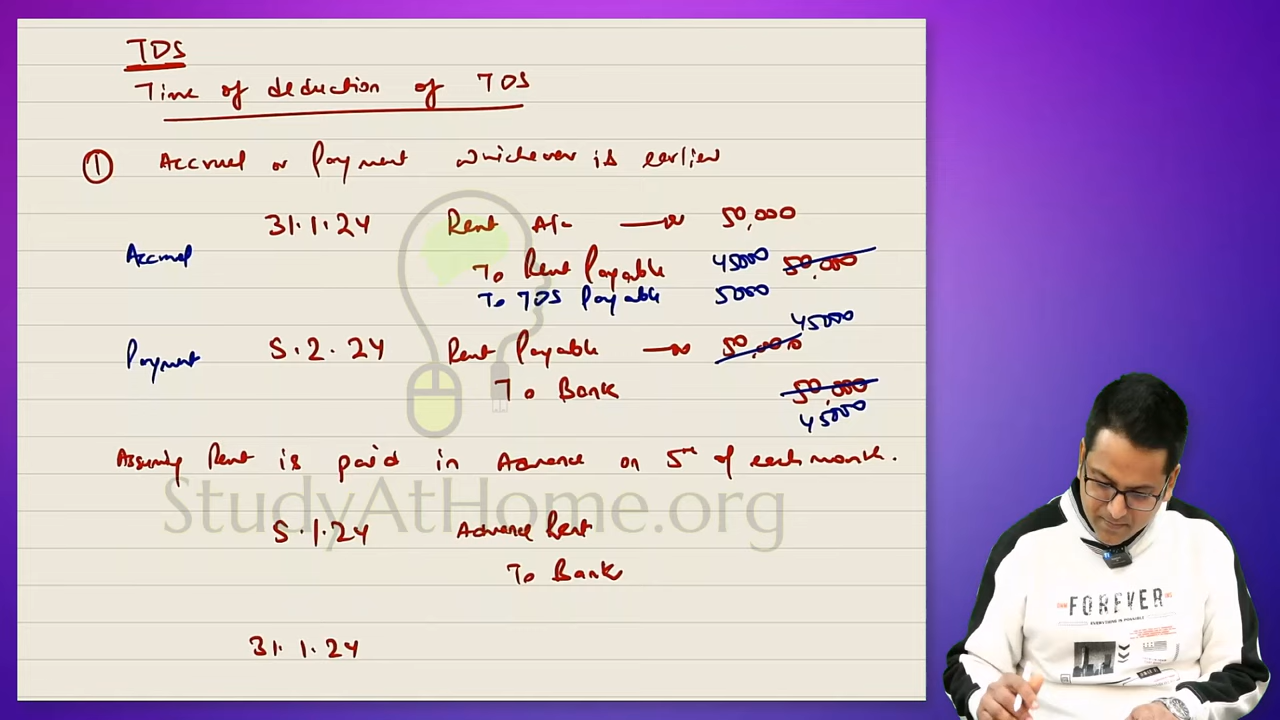 TDS
Time of deduction of TDS
① Accrual or Payment whichever is earlier
31.1.24 Rent A/c → 50,000
Accrual To Rent Payable 45000 50,000
To TDS Payable 5000
45000
Payment 5.2.24 Rent Payable → 50,000
To Bank 50,000
45000
Assuming Rent is paid in Advance on 5th of each month.
StudyAtHome.org
5.1.24 Advance Rent
To Bank
31.1.24
FOREVER